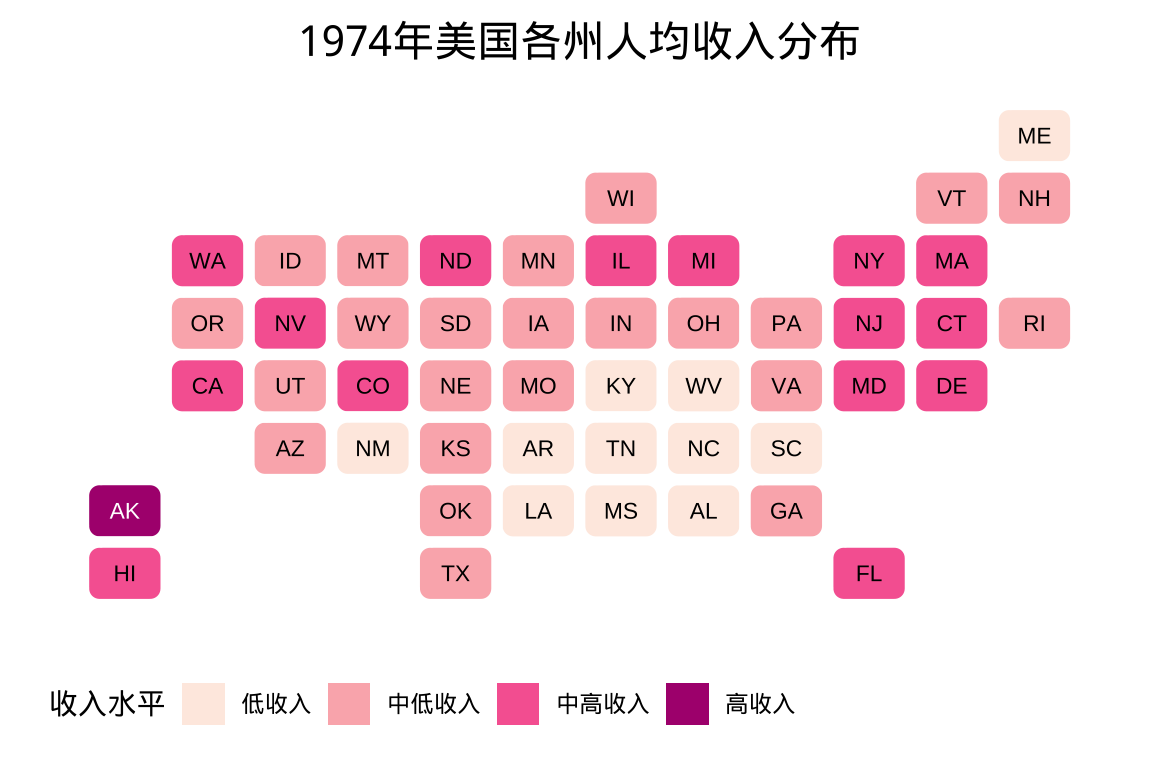 1974年美国各州人均收入分布
ME
WI VT NH
WA ID MT ND MN IL MI NY MA
OR NV WY SD IA IN OH PA NJ CT RI
CA UT CO NE MO KY WV VA MD DE
AZ NM KS AR TN NC SC
AK OK LA MS AL GA
HI TX FL
收入水平 低收入 中低收入 中高收入 高收入